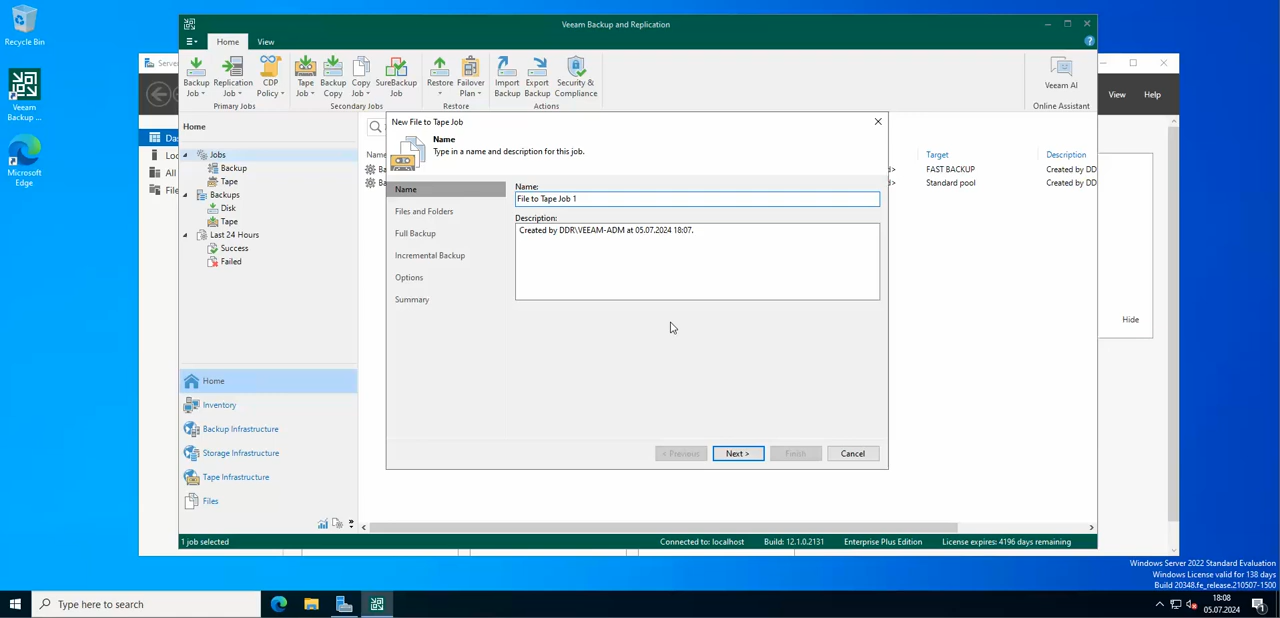 Recycle Bin
Veeam
Backup ...
Microsoft
Edge
Veeam Backup and Replication
Home
View
Backup
Job
Replication
Job
CDP
Policy
Primary Jobs
Tape
Job
Backup
Copy
Copy
Job
SureBackup
Job
Secondary Jobs
Restore
Failover
Plan
Restore
Import
Backup
Export
Backup
Security &
Compliance
Actions
Veeam AI
Online Assistant
View
Help
Home
Jobs
Backup
Tape
Backups
Disk
Tape
Last 24 Hours
Success
Failed
Home
Inventory
Backup Infrastructure
Storage Infrastructure
Tape Infrastructure
Files
1 job selected
Target
Description
FAST BACKUP
Created by DD
Standard pool
Created by DD
New File to Tape Job
Name
Type in a name and description for this job.
Name
Files and Folders
Full Backup
Incremental Backup
Options
Summary
Name:
File to Tape Job 1
Description:
Created by DDR\VEEAM-ADM at 05.07.2024 18:07.
< Previous
Next >
Finish
Cancel
Hide
Connected to: localhost
Build: 12.1.0.2131
Enterprise Plus Edition
License expires: 4196 days remaining
Windows Server 2022 Standard Evaluation
Windows License valid for 138 days
Build 20348.fe_release.210507-1500
Type here to search
18:08
05.07.2024